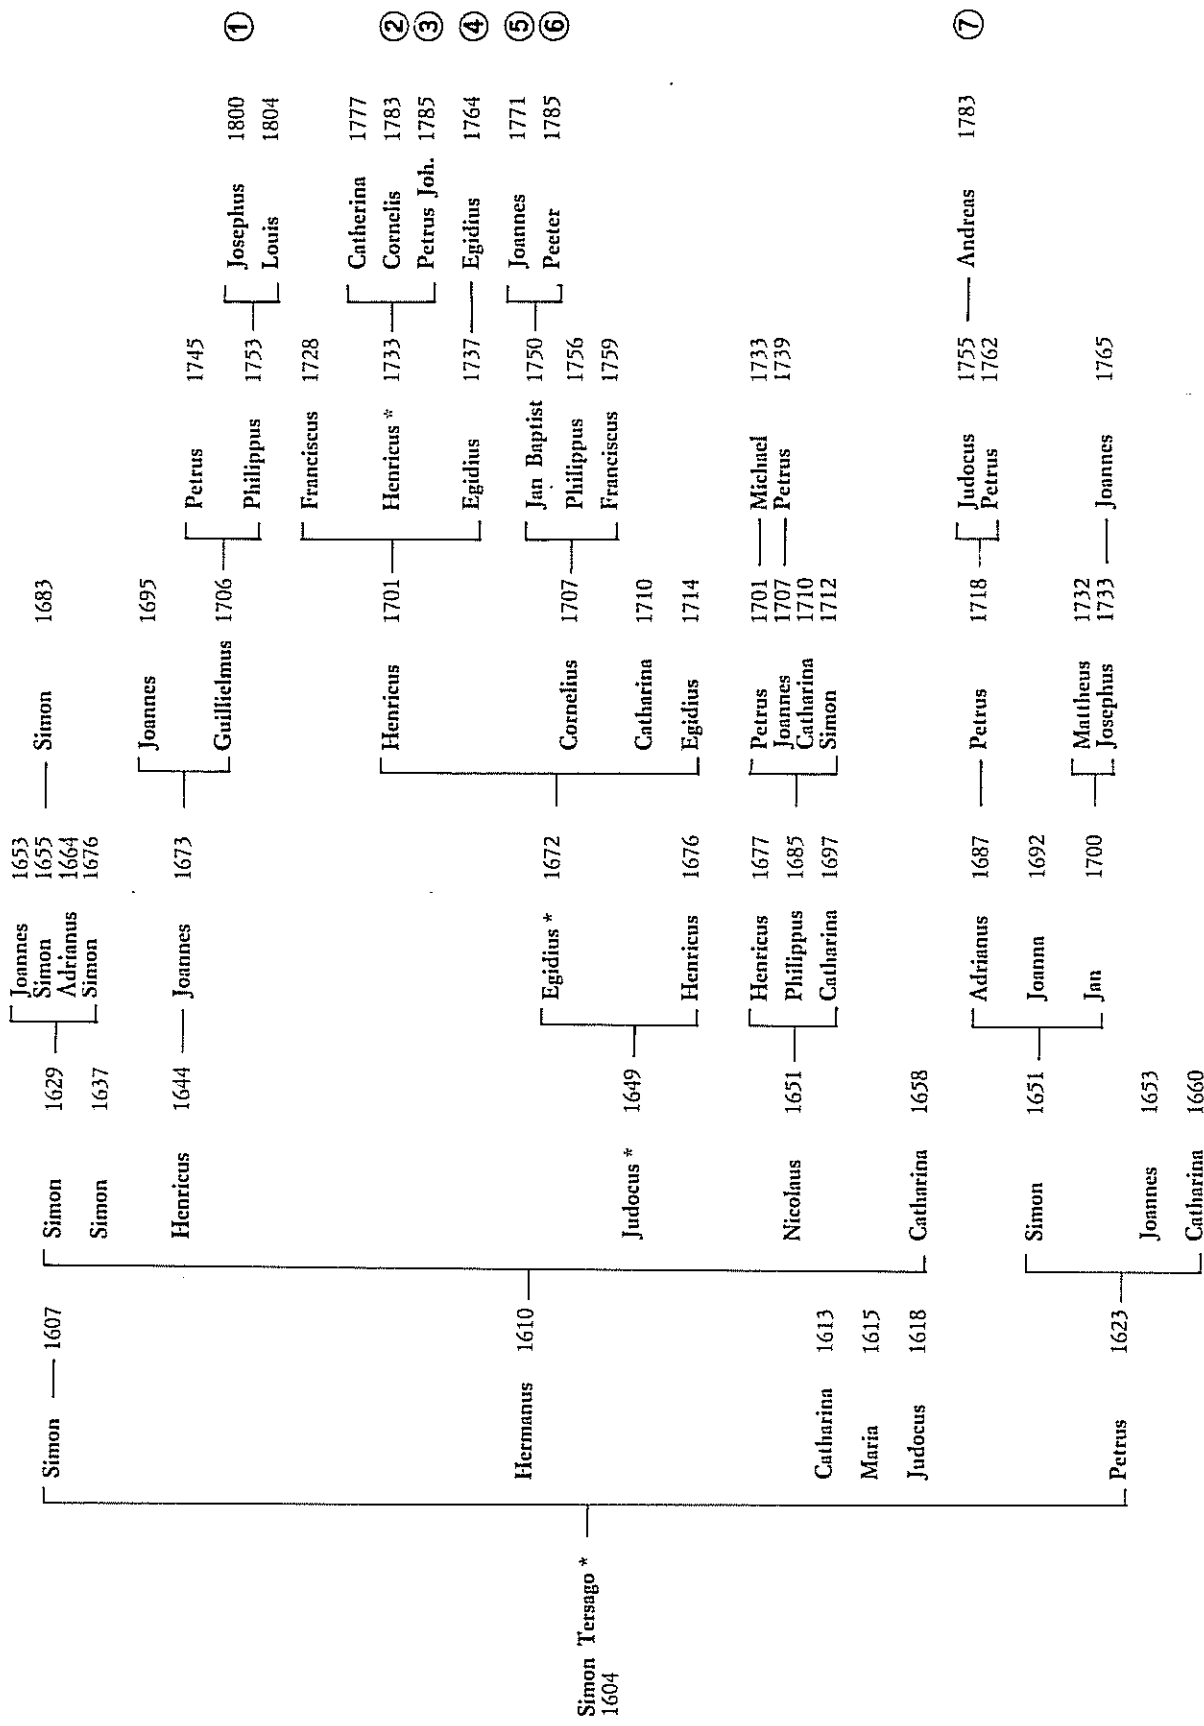 Simon Tersago *
1604
Simon 1607
Hermanus 1610
Catharina 1613
Maria 1615
Judocus 1618
Petrus 1623
Simon 1629
Simon 1637
Henricus 1644
Judocus * 1649
Nicolaus 1651
Catharina 1658
Simon 1651
Joannes 1653
Catharina 1660
Joannes 1653
Simon 1655
Adrianus 1664
Simon 1676
Joannes 1673
Egidius * 1672
Henricus 1676
Henricus 1677
Philippus 1685
Catharina 1697
Adrianus 1687
Joanna 1692
Jan 1700
Simon 1683
Joannes 1695
Guillielmus 1706
Henricus 1701
Cornelius 1707
Catharina 1710
Egidius 1714
Petrus 1701
Joannes 1707
Catharina 1710
Simon 1712
Petrus 1718
Mattheus 1732
Josephus 1733
Petrus 1745
Philippus 1753
Franciscus 1728
Henricus * 1733
Egidius 1737
Jan Baptist 1750
Philippus 1756
Franciscus 1759
Michael 1733
Petrus 1739
Judocus 1755
Petrus 1762
Joannes 1765
Josephus 1800 ①
Louis 1804
Catherina 1777
Cornelis 1783 ②
Petrus Joh. 1785 ③
Egidius 1764 ④
Joannes 1771 ⑤
Peeter 1785 ⑥
Andreas 1783 ⑦